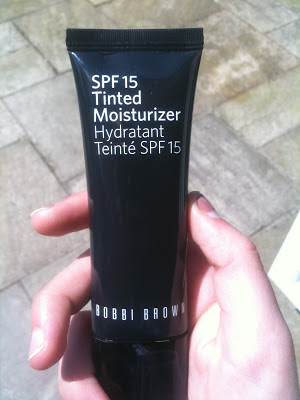 SPF 15
Tinted
Moisturizer
Hydratant
Teinté SPF 15
BOBBI BROWN